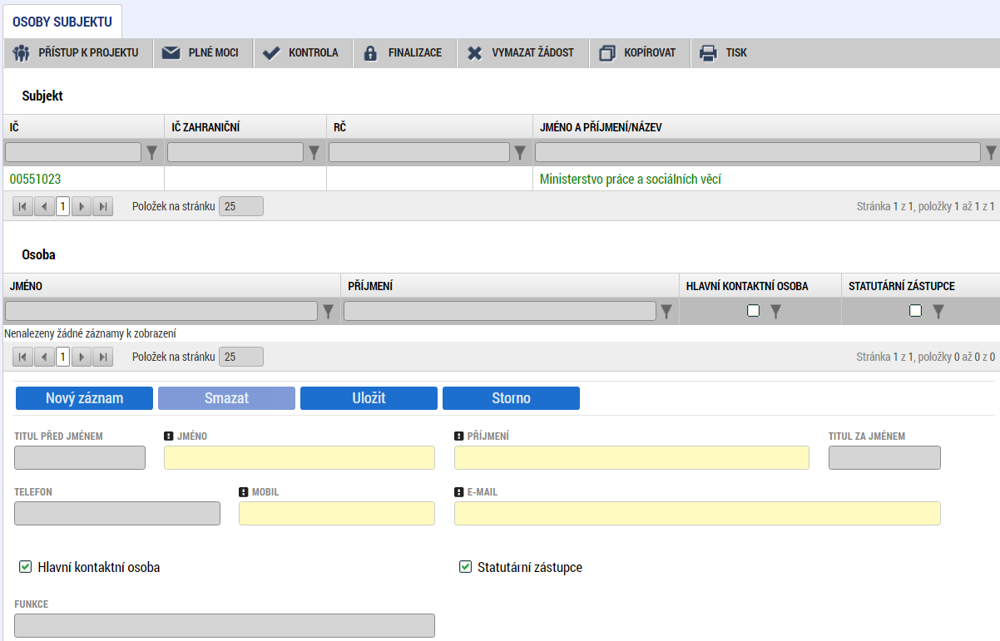 OSOBY SUBJEKTU
PŘÍSTUP K PROJEKTU PLNÉ MOCI KONTROLA FINALIZACE VYMAZAT ŽÁDOST KOPÍROVAT TISK
Subjekt
IČ IČ ZAHRANIČNÍ RČ JMÉNO A PŘÍJMENÍ/NÁZEV
00551023 Ministerstvo práce a sociálních věcí
1 Položek na stránku 25 Stránka 1 z 1, položky 1 až 1 z 1
Osoba
JMÉNO PŘÍJMENÍ HLAVNÍ KONTAKTNÍ OSOBA STATUTÁRNÍ ZÁSTUPCE
Nenalezeny žádné záznamy k zobrazení
1 Položek na stránku 25 Stránka 1 z 1, položky 0 až 0 z 0
Nový záznam Smazat Uložit Storno
TITUL PŘED JMÉNEM JMÉNO PŘÍJMENÍ TITUL ZA JMÉNEM
TELEFON MOBIL E-MAIL
Hlavní kontaktní osoba Statutární zástupce
FUNKCE